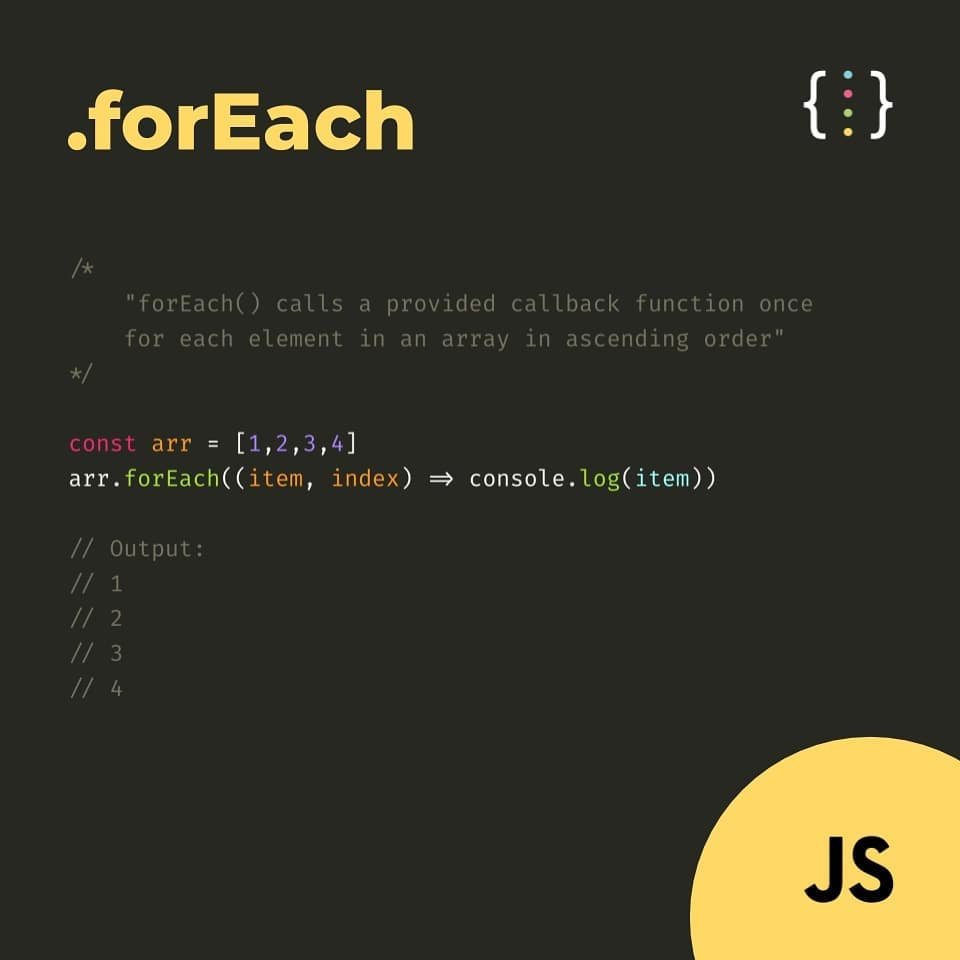 .forEach
/*
"forEach() calls a provided callback function once
for each element in an array in ascending order"
*/
const arr = [1,2,3,4]
arr.forEach((item, index) => console.log(item))
// Output:
// 1
// 2
// 3
// 4
JS